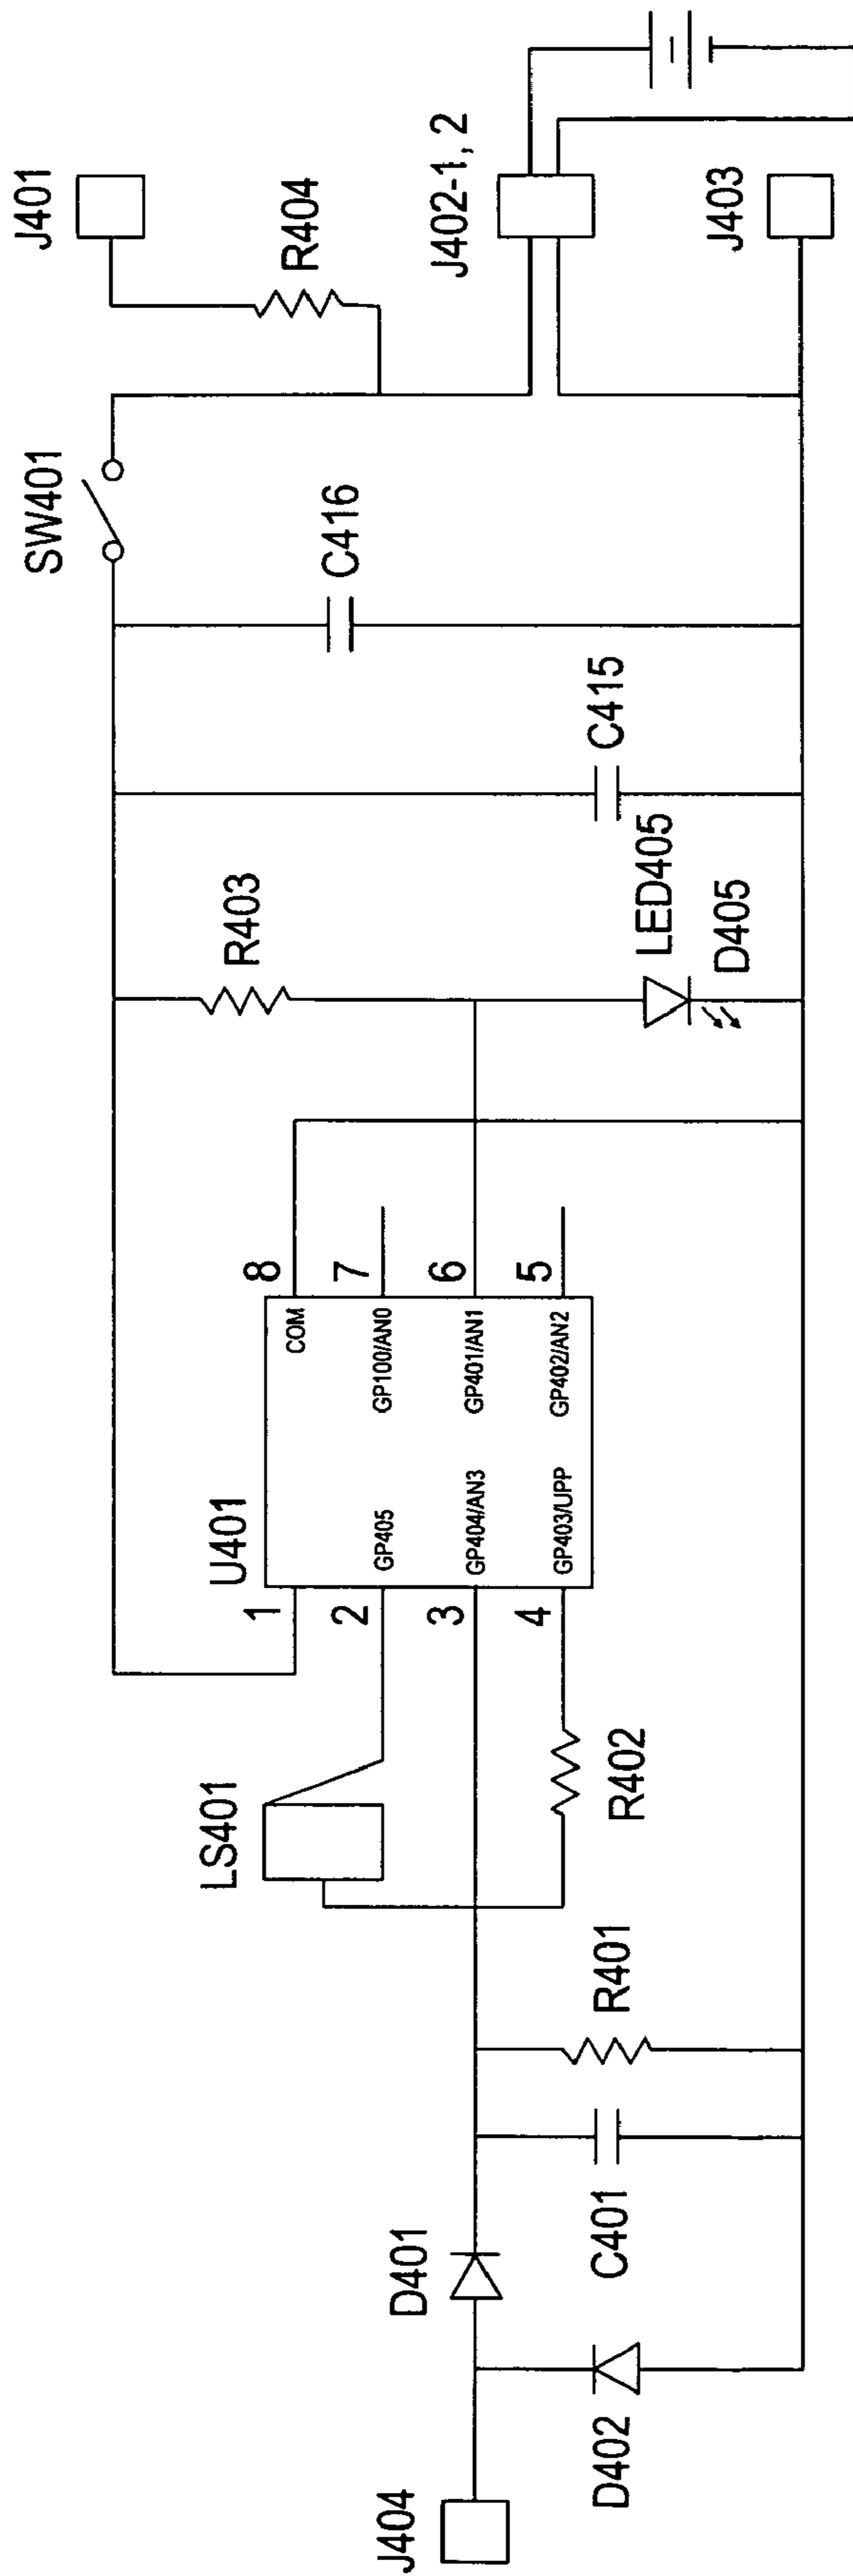 J404
D402
D401
C401
R401
LS401
R402
U401
1
2
3
4
GP405
GP404/AN3
GP403/UPP
COM
GP100/AN0
GP401/AN1
GP402/AN2
8
7
6
5
R403
LED405
D405
C415
C416
SW401
R404
J401
J402-1, 2
J403